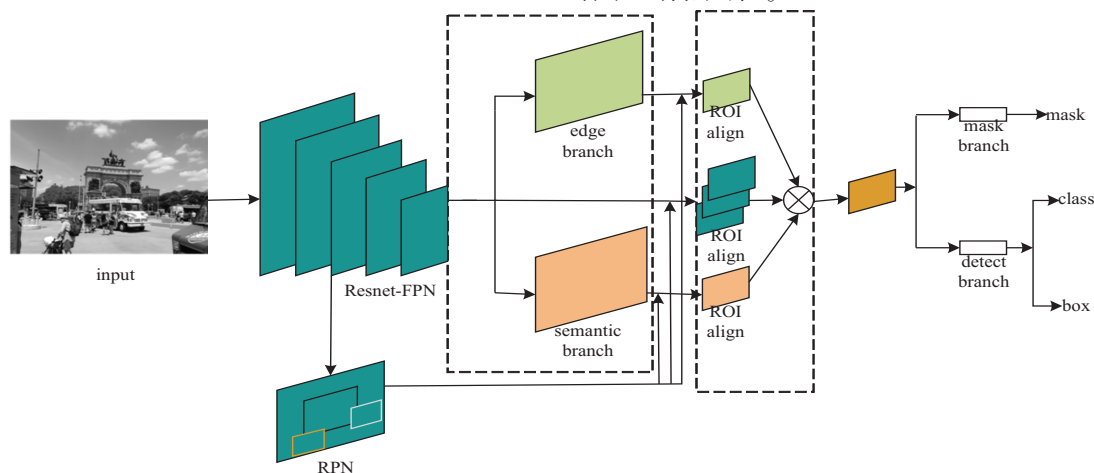 input
Resnet-FPN
RPN
edge
branch
semantic
branch
ROI
align
ROI
align
ROI
align
mask
branch
mask
detect
branch
class
box